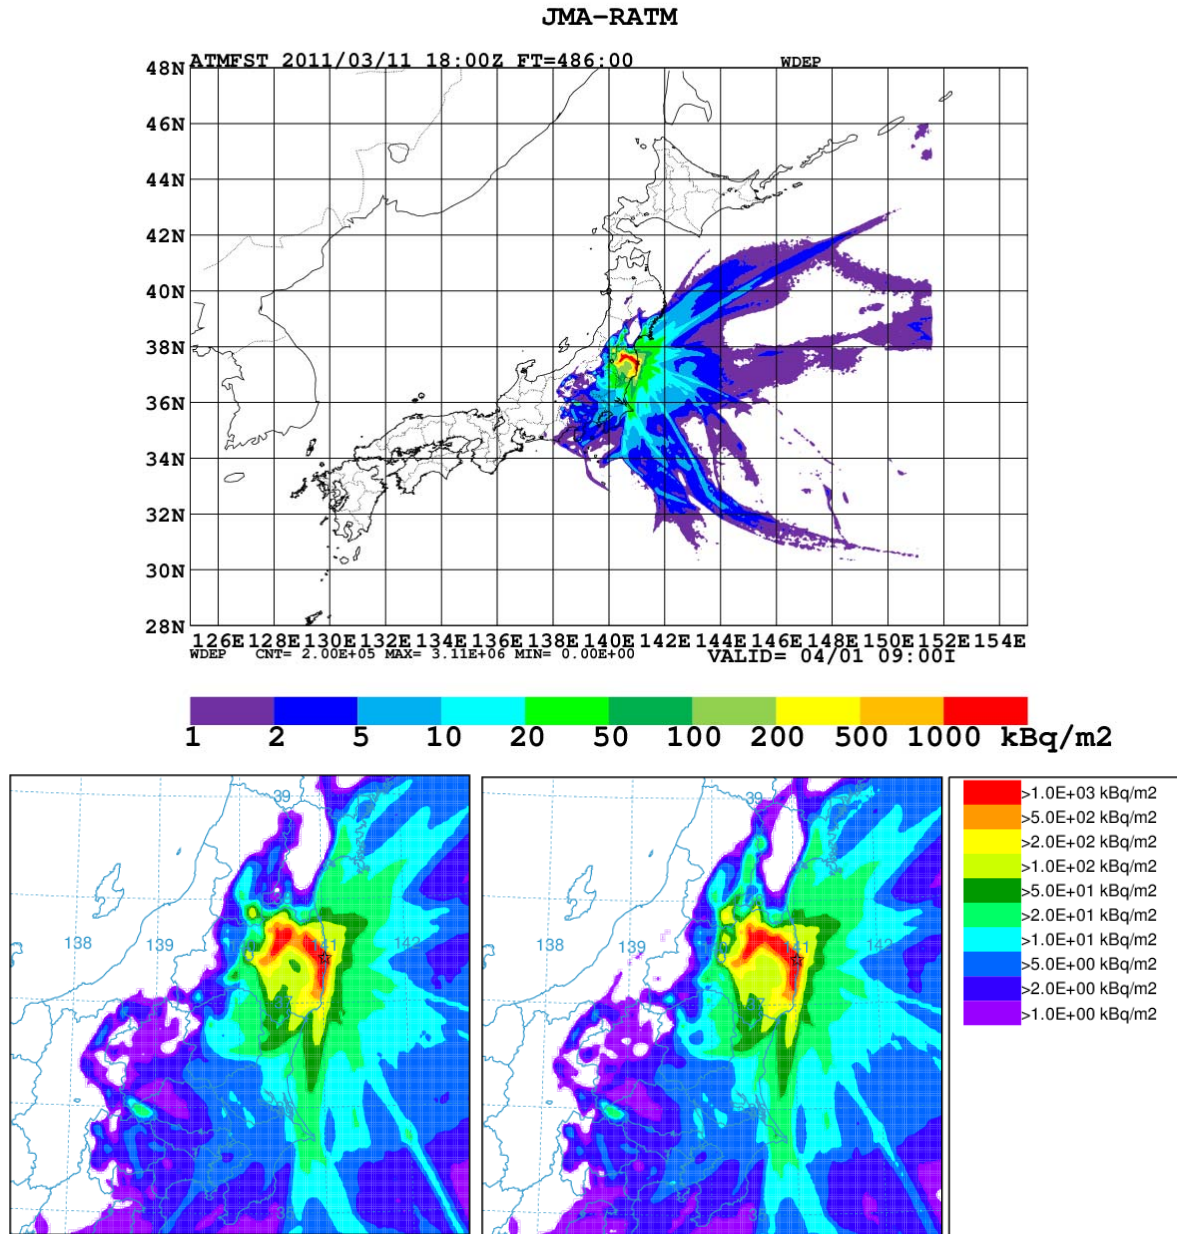 JMA-RATM
ATMFST 2011/03/11 18:00Z FT=486:00 WDEP
48N
46N
44N
42N
40N
38N
36N
34N
32N
30N
28N
126E 128E 130E 132E 134E 136E 138E 140E 142E 144E 146E 148E 150E 152E 154E
WDEP CNT= 2.00E+05 MAX= 3.11E+06 MIN= 0.00E+00 VALID= 04/01 09:00I
1 2 5 10 20 50 100 200 500 1000 kBq/m2
39
138 139 141 142
39
138 139 141 142
>1.0E+03 kBq/m2
>5.0E+02 kBq/m2
>2.0E+02 kBq/m2
>1.0E+02 kBq/m2
>5.0E+01 kBq/m2
>2.0E+01 kBq/m2
>1.0E+01 kBq/m2
>5.0E+00 kBq/m2
>2.0E+00 kBq/m2
>1.0E+00 kBq/m2